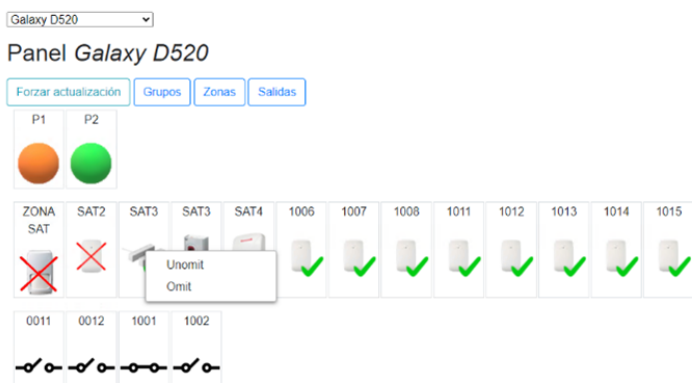 Galaxy D520
Panel Galaxy D520
Forzar actualización Grupos Zonas Salidas
P1 P2
ZONA SAT SAT2 SAT3 SAT3 SAT4 1006 1007 1008 1011 1012 1013 1014 1015
Unomit
Omit
0011 0012 1001 1002